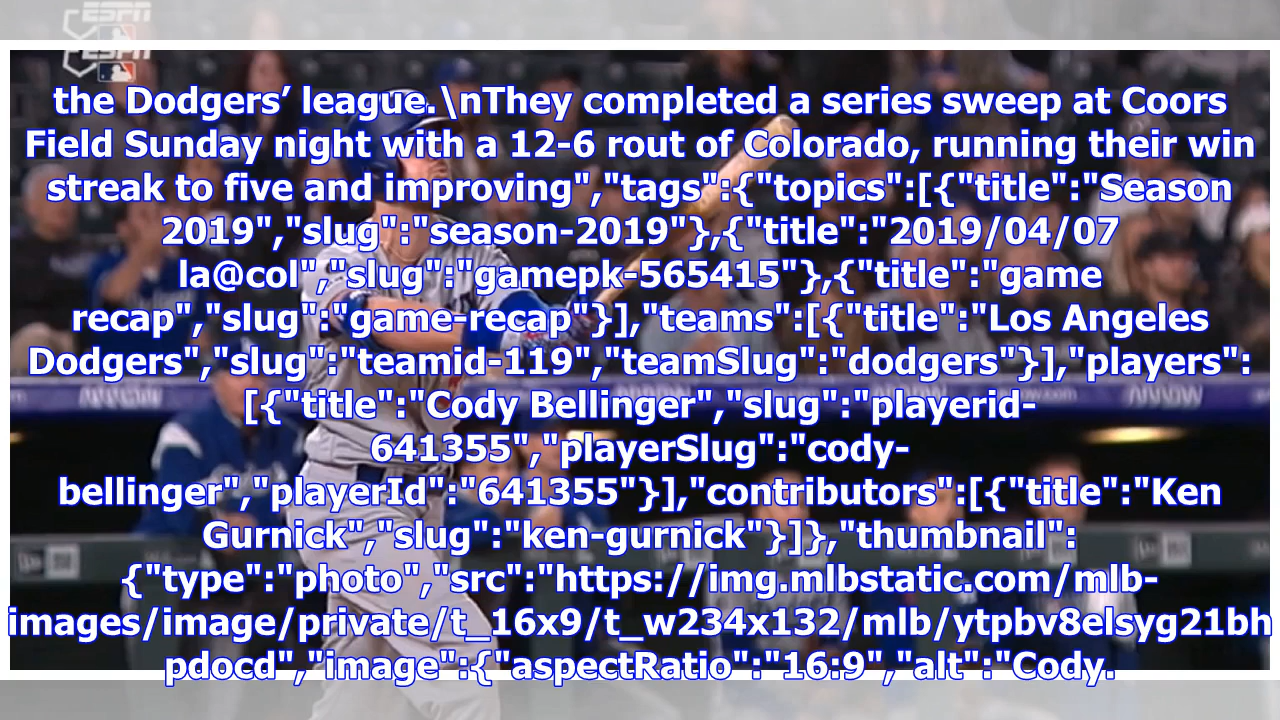 ESPN
ESPN
the Dodgers’ league.\nThey completed a series sweep at Coors
Field Sunday night with a 12-6 rout of Colorado, running their win
streak to five and improving","tags":{"topics":[{"title":"Season
2019","slug":"season-2019"},{"title":"2019/04/07
la@col","slug":"gamepk-565415"},{"title":"game
recap","slug":"game-recap"}],"teams":[{"title":"Los Angeles
Dodgers","slug":"teamid-119","teamSlug":"dodgers"}],"players":
[{"title":"Cody Bellinger","slug":"playerid-
641355","playerSlug":"cody-
bellinger","playerId":"641355"}],"contributors":[{"title":"Ken
Gurnick","slug":"ken-gurnick"}]},"thumbnail":
{"type":"photo","src":"https://img.mlbstatic.com/mlb-
images/image/private/t_16x9/t_w234x132/mlb/ytpbv8elsyg21bh
pdocd","image":{"aspectRatio":"16:9","alt":"Cody.